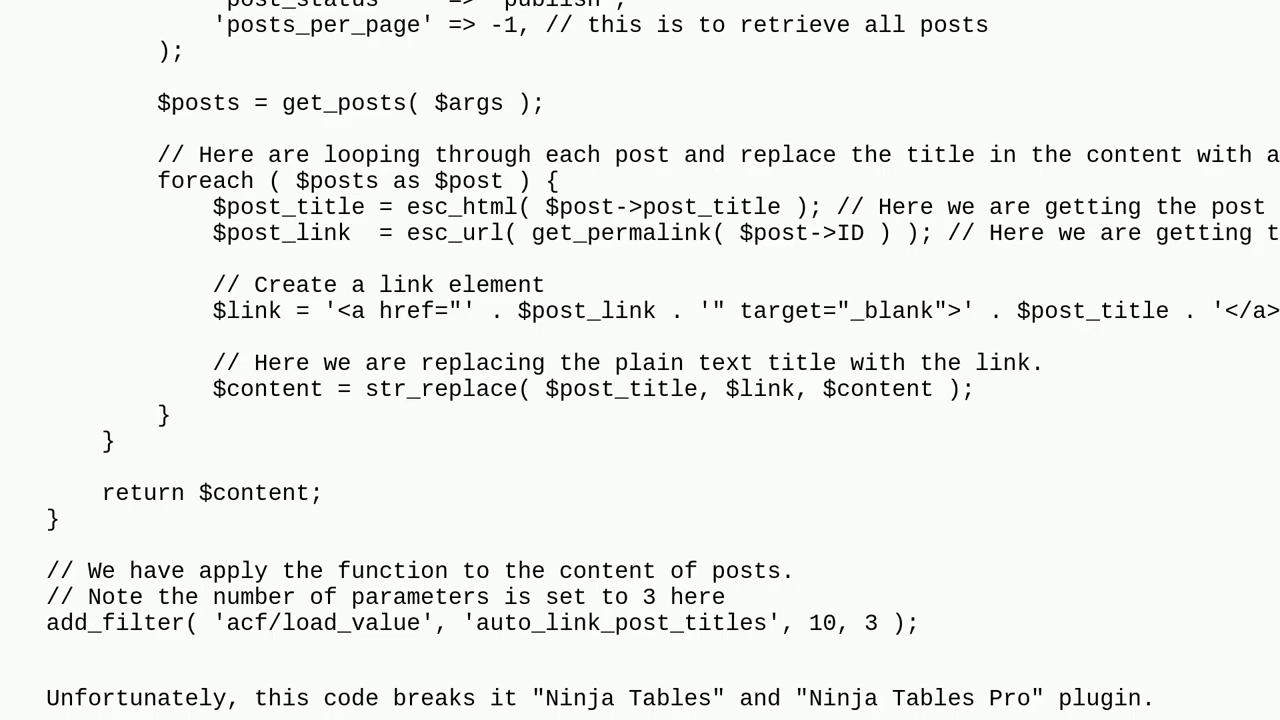 'post_status' => 'publish',
'posts_per_page' => -1, // this is to retrieve all posts
);
$posts = get_posts( $args );
// Here are looping through each post and replace the title in the content with a
foreach ( $posts as $post ) {
$post_title = esc_html( $post->post_title ); // Here we are getting the post
$post_link  = esc_url( get_permalink( $post->ID ) ); // Here we are getting t
// Create a link element
$link = '<a href="' . $post_link . '" target="_blank">' . $post_title . '</a>
// Here we are replacing the plain text title with the link.
$content = str_replace( $post_title, $link, $content );
}
}
return $content;
}
// We have apply the function to the content of posts.
// Note the number of parameters is set to 3 here
add_filter( 'acf/load_value', 'auto_link_post_titles', 10, 3 );
Unfortunately, this code breaks it "Ninja Tables" and "Ninja Tables Pro" plugin.